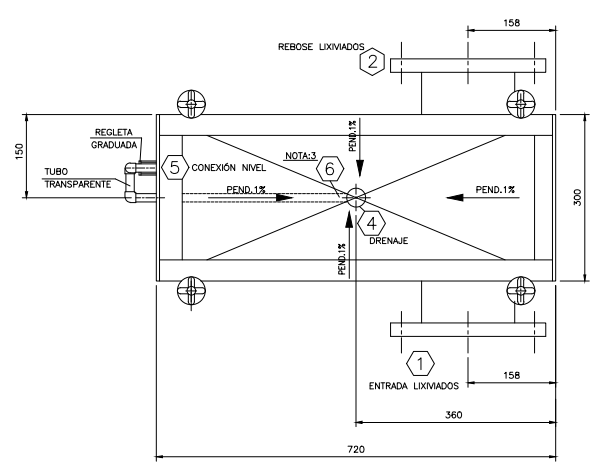 158
REBOSE LIXIVIADOS
2
REGLETA
GRADUADA
150
TUBO
TRANSPARENTE
5
CONEXIÓN NIVEL
NOTA:3
6
PEND.1%
PEND.1%
PEND.1%
4
DRENAJE
PEND.1%
300
1
ENTRADA LIXIVIADOS
158
360
720